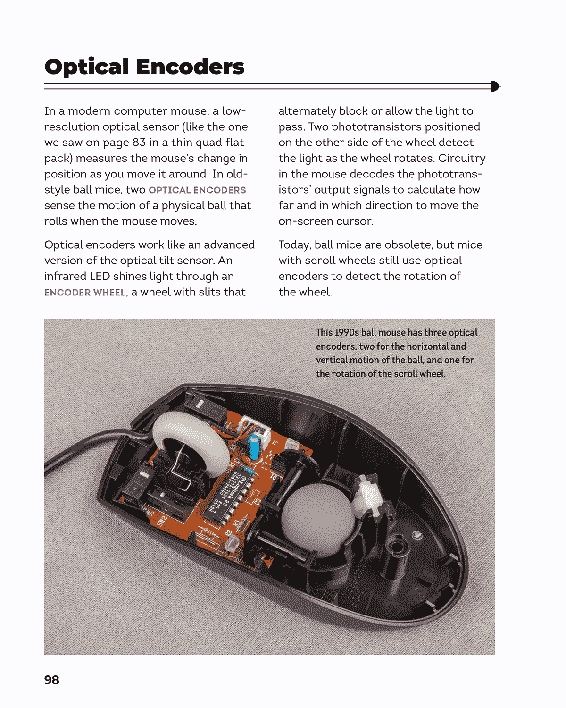 Optical Encoders
In a modern computer mouse, a low-
resolution optical sensor (like the one
we saw on page 83 in a thin quad flat
pack) measures the mouse's change in
position as you move it around. In old-
style ball mice, two OPTICAL ENCODERS
sense the motion of a physical ball that
rolls when the mouse moves.
Optical encoders work like an advanced
version of the optical tilt sensor. An
infrared LED shines light through an
ENCODER WHEEL, a wheel with slits that
alternately block or allow the light to
pass. Two phototransistors positioned
on the other side of the wheel detect
the light as the wheel rotates. Circuitry
in the mouse decodes the phototrans-
istors' output signals to calculate how
far and in which direction to move the
on-screen cursor.
Today, ball mice are obsolete, but mice
with scroll wheels still use optical
encoders to detect the rotation of
the wheel.
This 1990s ball mouse has three optical
encoders, two for the horizontal and
vertical motion of the ball, and one for
the rotation of the scroll wheel.
98